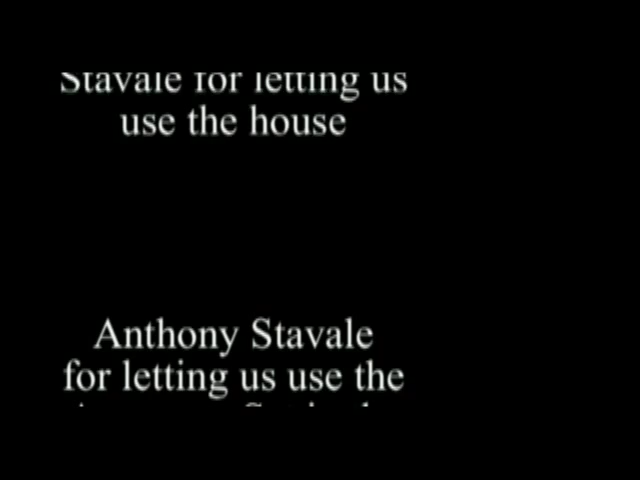 Stavale for letting us
use the house
Anthony Stavale
for letting us use the